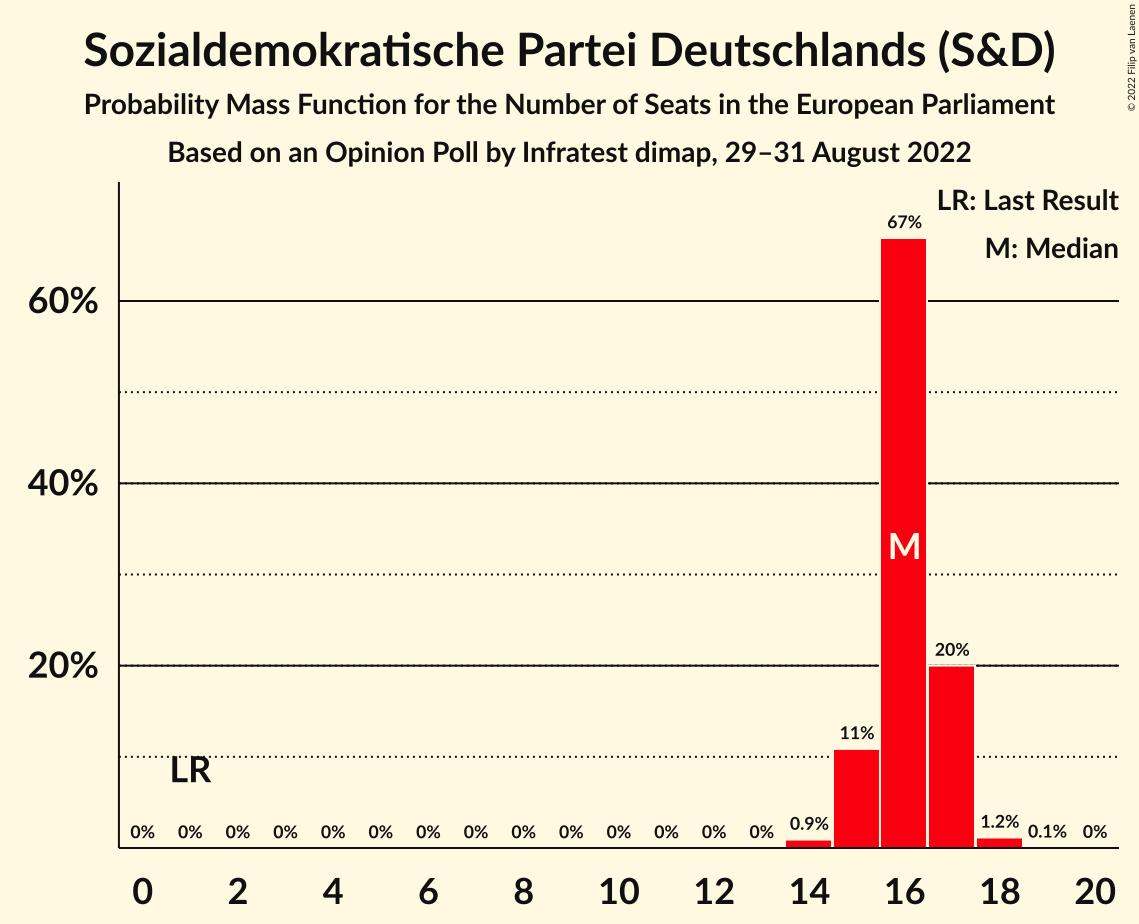 Sozialdemokratische Partei Deutschlands (S&D)
Probability Mass Function for the Number of Seats in the European Parliament
Based on an Opinion Poll by Infratest dimap, 29–31 August 2022
© 2022 Filip van Laenen
LR: Last Result
M: Median
67%
60%
40%
M
20%
20%
11%
LR
0% 0% 0% 0% 0% 0% 0% 0% 0% 0% 0% 0% 0% 0% 0.9% 1.2% 0.1% 0%
0 2 4 6 8 10 12 14 16 18 20